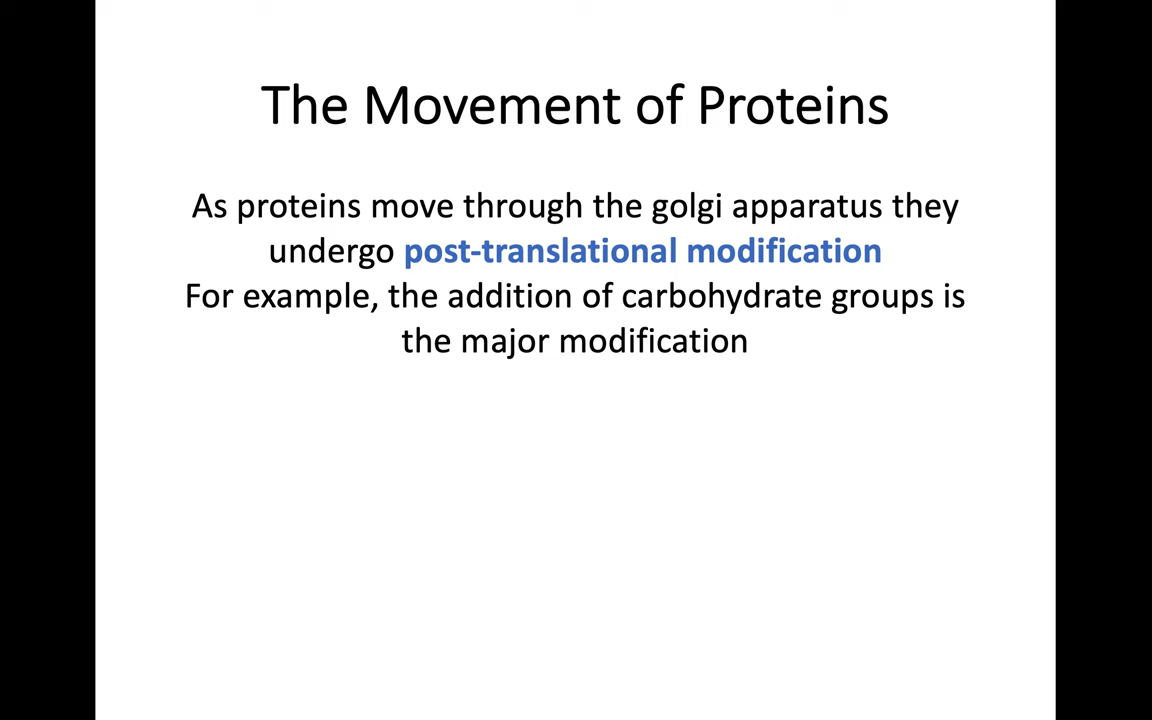 The Movement of Proteins
As proteins move through the golgi apparatus they
undergo post-translational modification
For example, the addition of carbohydrate groups is
the major modification